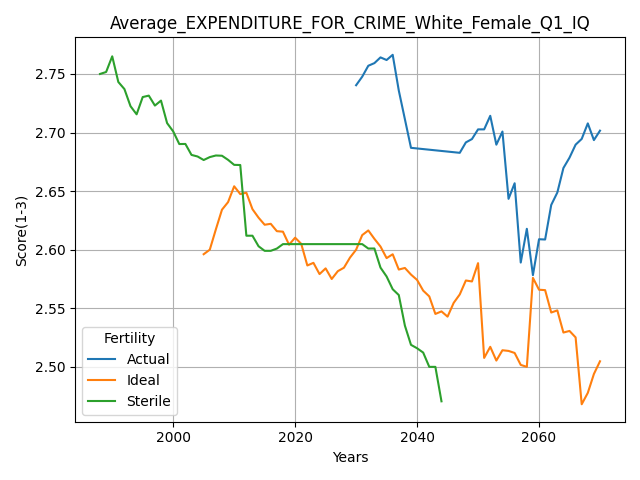 Average_EXPENDITURE_FOR_CRIME_White_Female_Q1_IQ
Score(1-3)
2.75
2.70
2.65
2.60
2.55
2.50
Fertility
Actual
Ideal
Sterile
2000
2020
2040
2060
Years